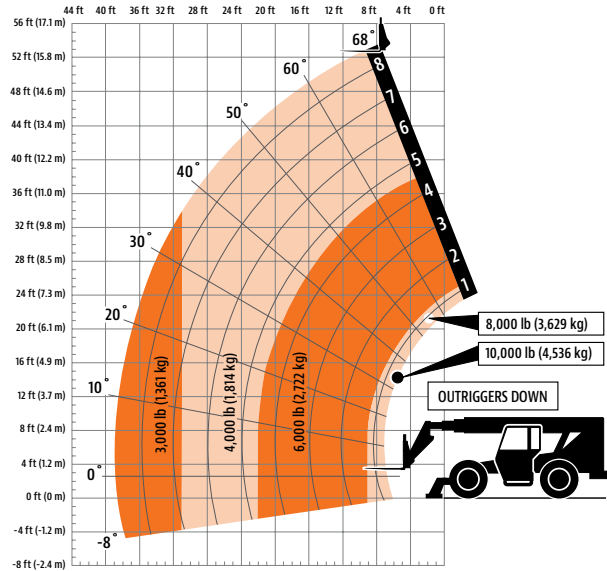 44 ft 40 ft 36 ft 32 ft 28 ft 24 ft 20 ft 16 ft 12 ft 8 ft 4 ft 0 ft
56 ft (17.1 m)
52 ft (15.8 m)
48 ft (14.6 m)
44 ft (13.4 m)
40 ft (12.2 m)
36 ft (11.0 m)
32 ft (9.8 m)
28 ft (8.5 m)
24 ft (7.3 m)
20 ft (6.1 m)
16 ft (4.9 m)
12 ft (3.7 m)
8 ft (2.4 m)
4 ft (1.2 m)
0 ft (0 m)
-4 ft (-1.2 m)
-8 ft (-2.4 m)
68°
60°
50°
40°
30°
20°
10°
0°
-8°
8
7
6
5
4
3
2
1
3,000 lb (1,361 kg)
4,000 lb (1,814 kg)
6,000 lb (2,722 kg)
8,000 lb (3,629 kg)
10,000 lb (4,536 kg)
OUTRIGGERS DOWN